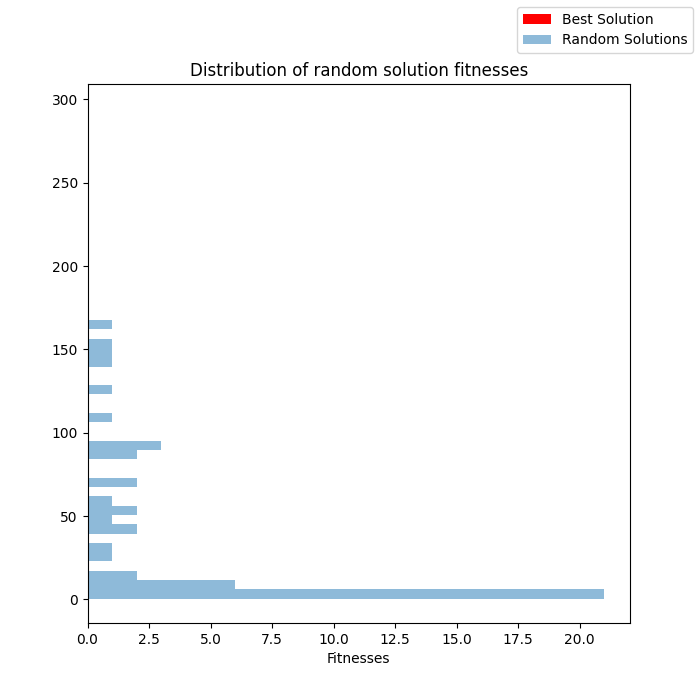 Best Solution
Random Solutions
Distribution of random solution fitnesses
300
250
200
150
100
50
0
0.0 2.5 5.0 7.5 10.0 12.5 15.0 17.5 20.0
Fitnesses